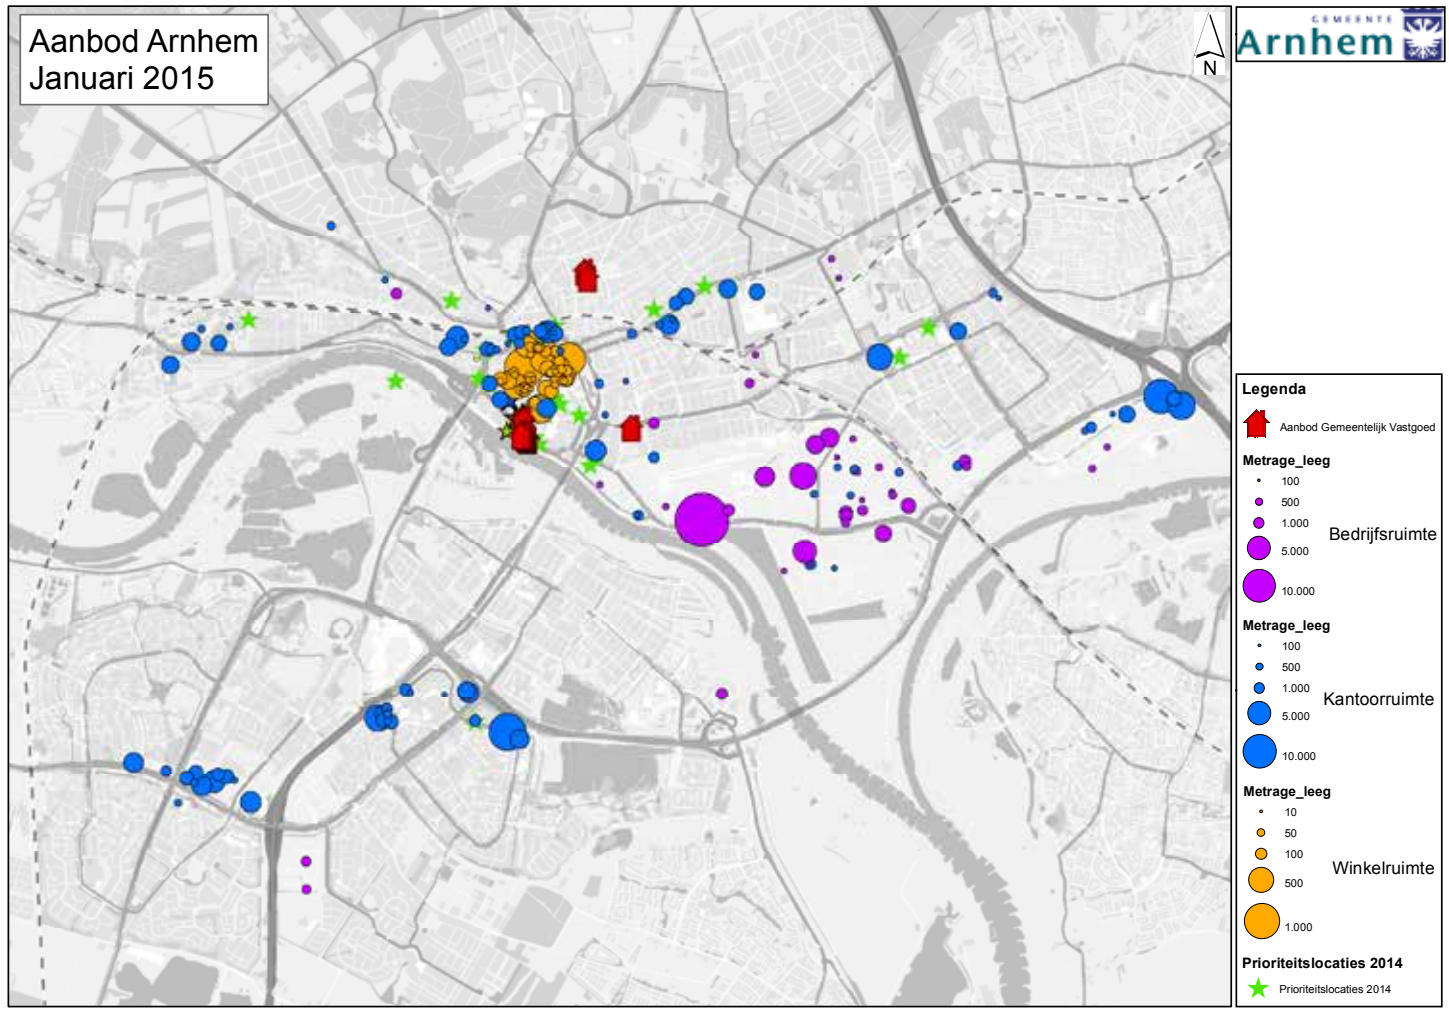 Aanbod Arnhem
Januari 2015
N
GEMEENTE
Arnhem
Legenda
Aanbod Gemeentelijk Vastgoed
Metrage_leeg
100
500
1.000
5.000
10.000
Bedrijfsruimte
Metrage_leeg
100
500
1.000
5.000
10.000
Kantoorruimte
Metrage_leeg
10
50
100
500
1.000
Winkelruimte
Prioriteitslocaties 2014
Prioriteitslocaties 2014